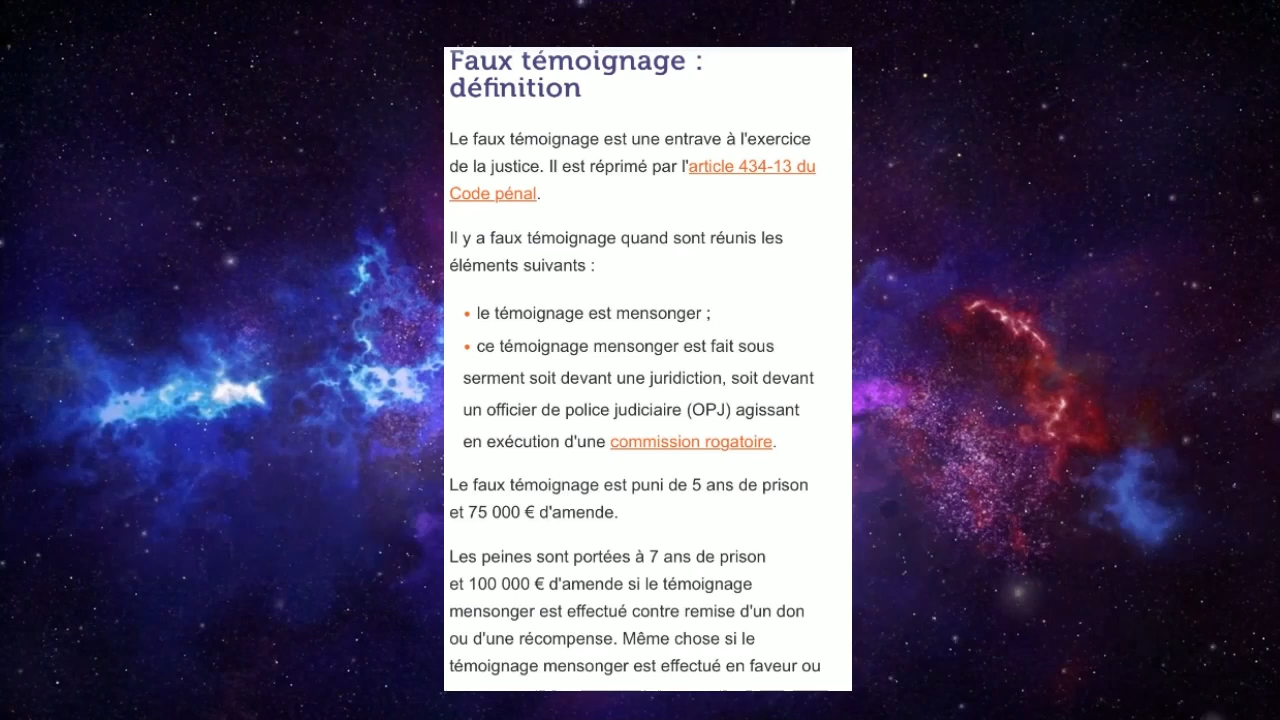 Faux témoignage :
définition
Le faux témoignage est une entrave à l'exercice
de la justice. Il est réprimé par l'article 434-13 du
Code pénal.
Il y a faux témoignage quand sont réunis les
éléments suivants :
• le témoignage est mensonger ;
• ce témoignage mensonger est fait sous
serment soit devant une juridiction, soit devant
un officier de police judiciaire (OPJ) agissant
en exécution d'une commission rogatoire.
Le faux témoignage est puni de 5 ans de prison
et 75 000 € d'amende.
Les peines sont portées à 7 ans de prison
et 100 000 € d'amende si le témoignage
mensonger est effectué contre remise d'un don
ou d'une récompense. Même chose si le
témoignage mensonger est effectué en faveur ou